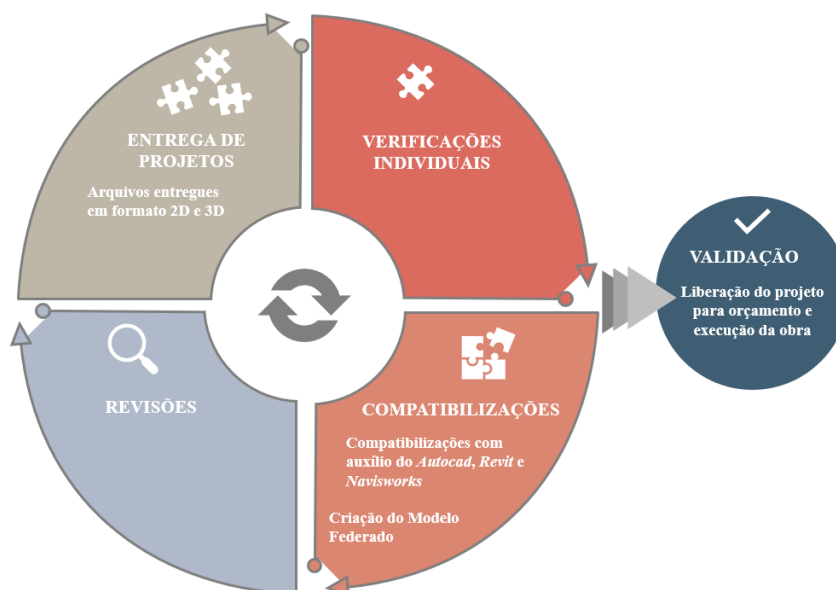 ENTREGA DE
PROJETOS
Arquivos entregues
em formato 2D e 3D
VERIFICAÇÕES
INDIVIDUAIS
VALIDAÇÃO
Liberação do projeto
para orçamento e
execução da obra
REVISÕES
COMPATIBILIZAÇÕES
Compatibilizações com
auxílio do Autocad, Revit e
Navisworks
Criação do Modelo
Federado